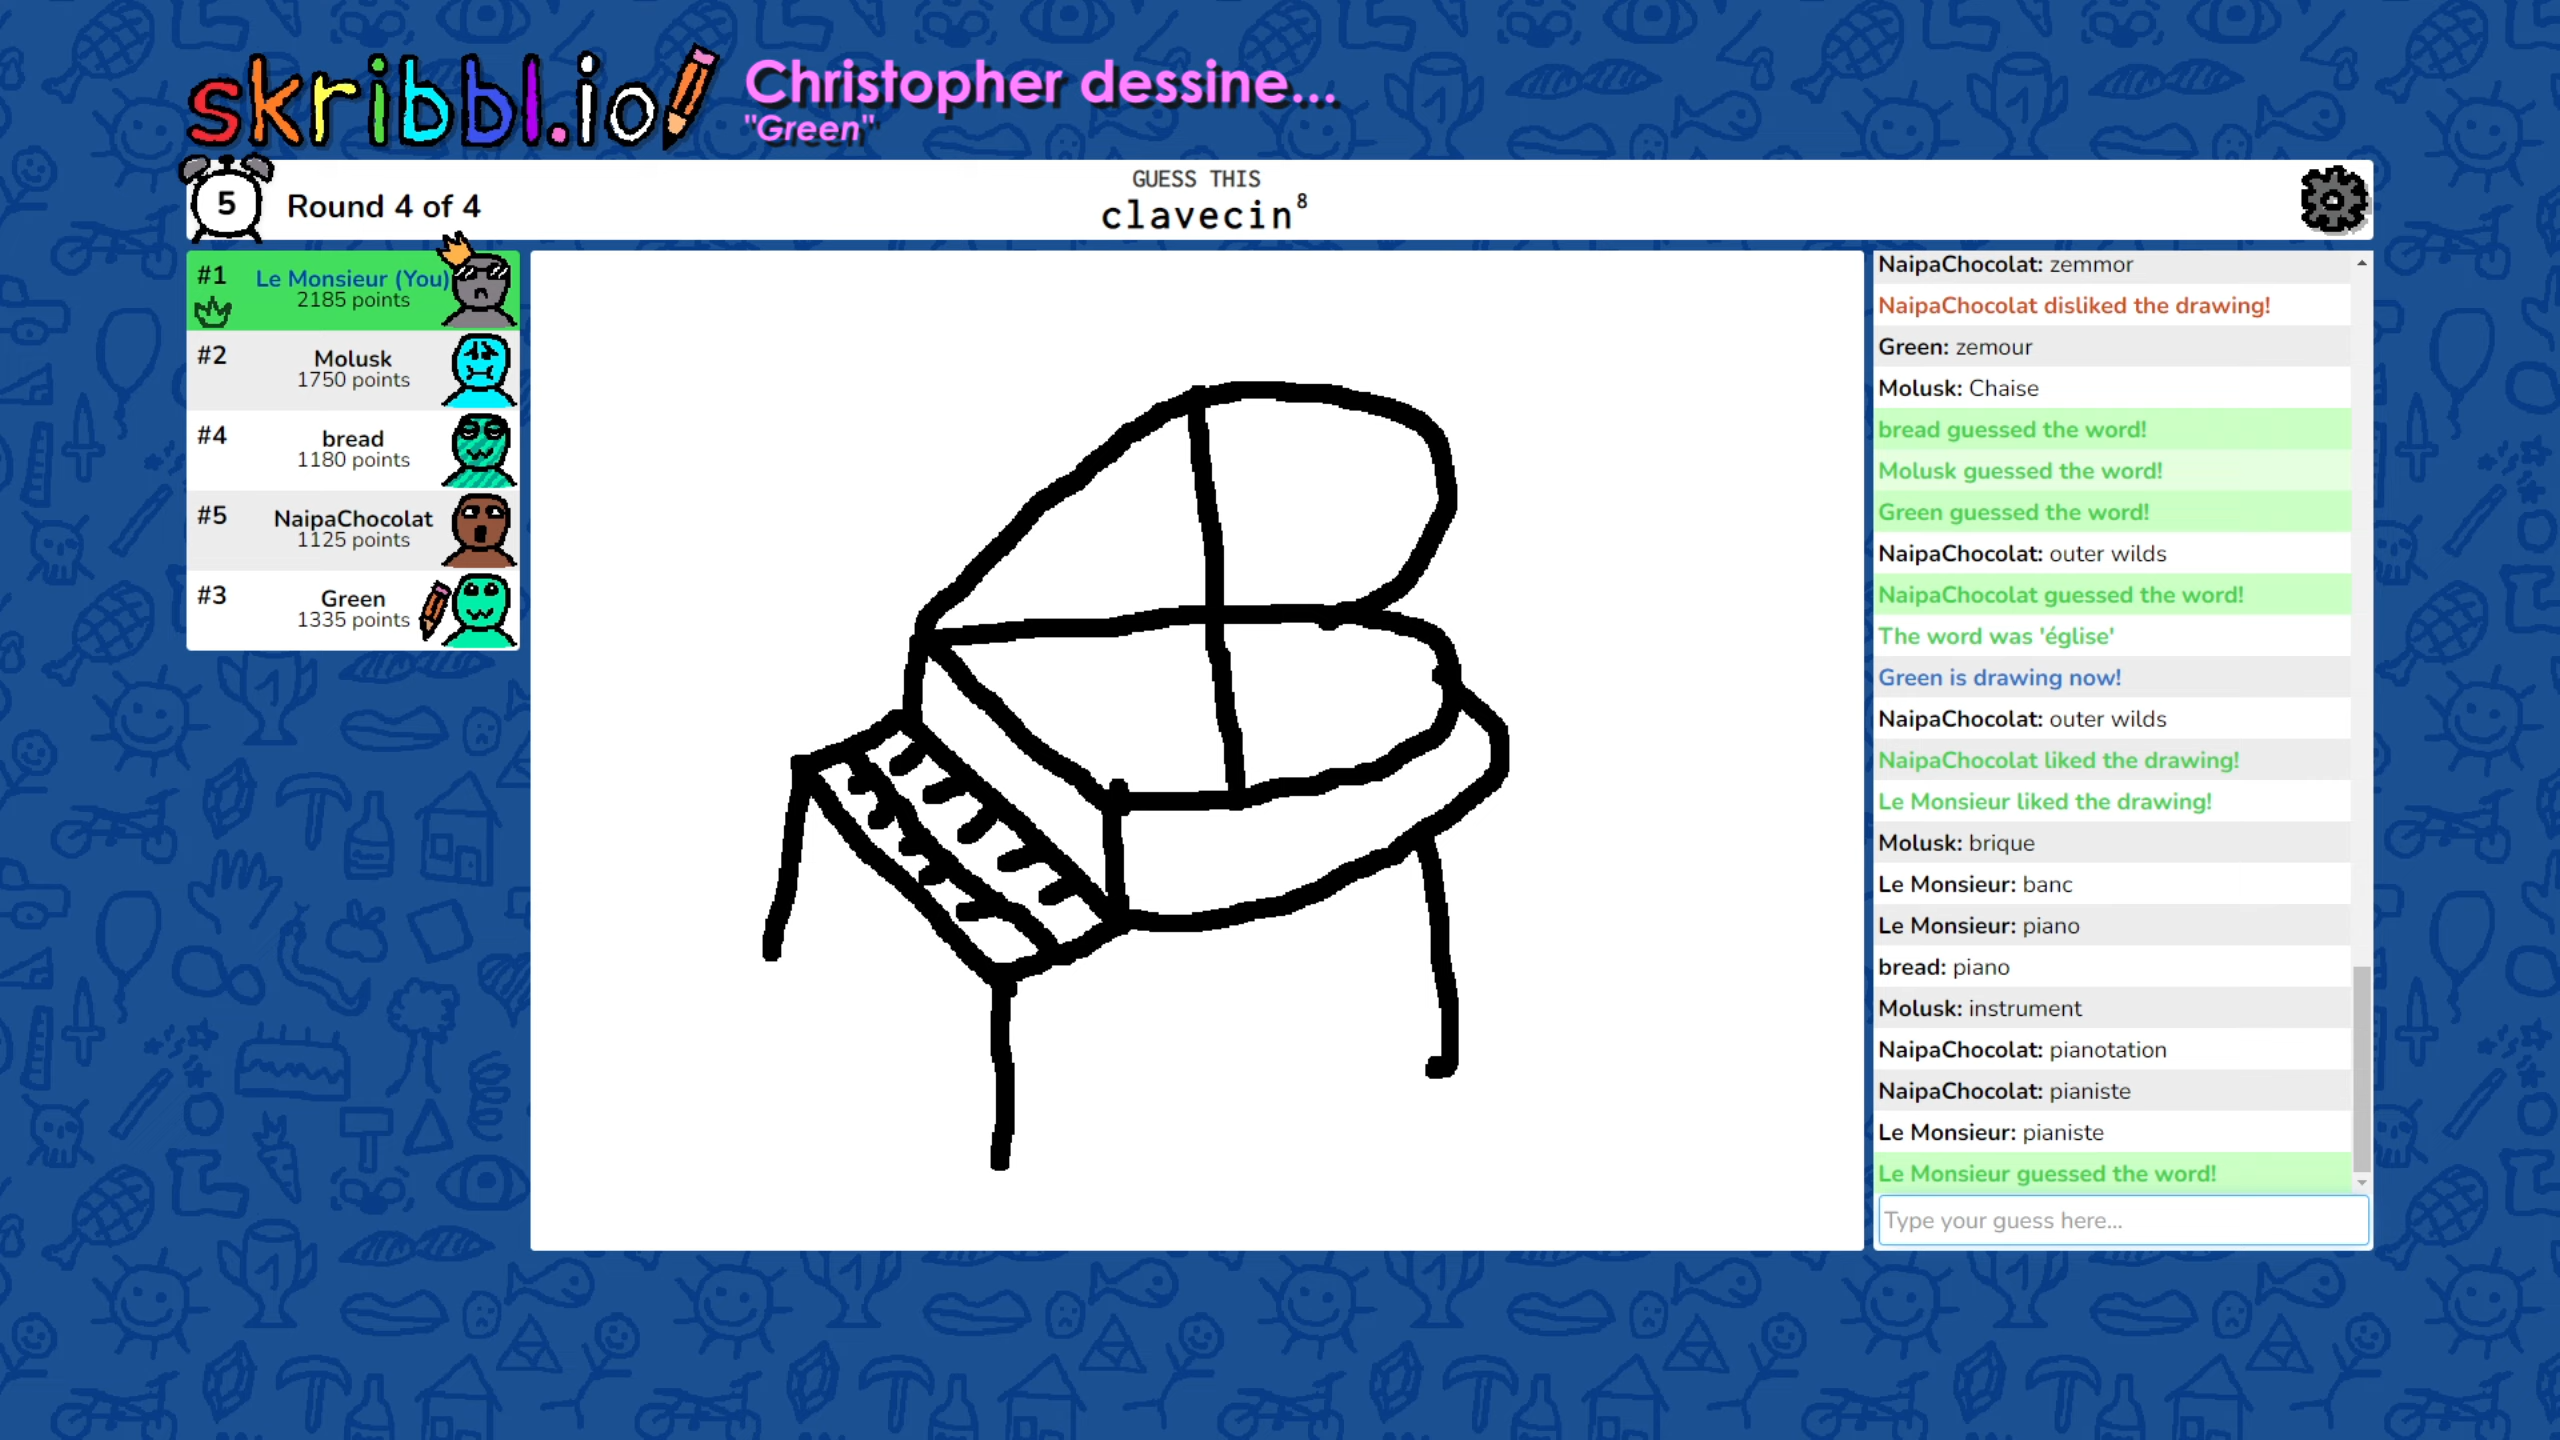 skribbl.io
Christopher dessine...
"Green"
5
Round 4 of 4
GUESS THIS
clavecin8
#1
Le Monsieur (You)
2185 points
#2
Molusk
1750 points
#4
bread
1180 points
#5
NaipaChocolat
1125 points
#3
Green
1335 points
NaipaChocolat: zemmor
NaipaChocolat disliked the drawing!
Green: zemour
Molusk: Chaise
bread guessed the word!
Molusk guessed the word!
Green guessed the word!
NaipaChocolat: outer wilds
NaipaChocolat guessed the word!
The word was 'église'
Green is drawing now!
NaipaChocolat: outer wilds
NaipaChocolat liked the drawing!
Le Monsieur liked the drawing!
Molusk: brique
Le Monsieur: banc
Le Monsieur: piano
bread: piano
Molusk: instrument
NaipaChocolat: pianotation
NaipaChocolat: pianiste
Le Monsieur: pianiste
Le Monsieur guessed the word!
Type your guess here...